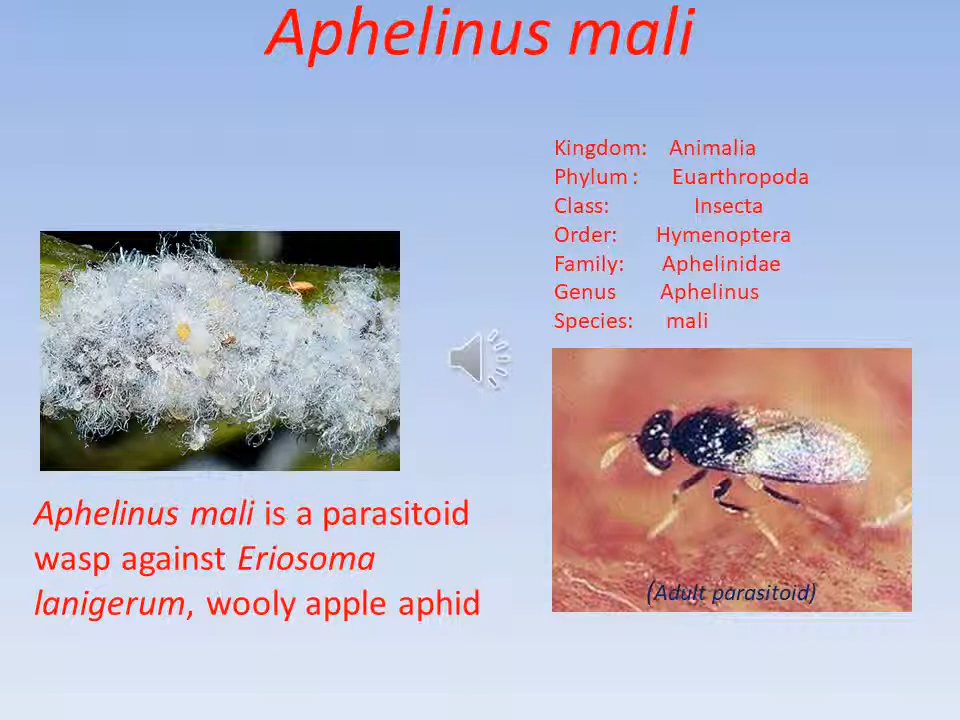 Aphelinus mali
Kingdom: Animalia
Phylum : Euarthropoda
Class: Insecta
Order: Hymenoptera
Family: Aphelinidae
Genus Aphelinus
Species: mali
Aphelinus mali is a parasitoid
wasp against Eriosoma
lanigerum, wooly apple aphid
(Adult parasitoid)